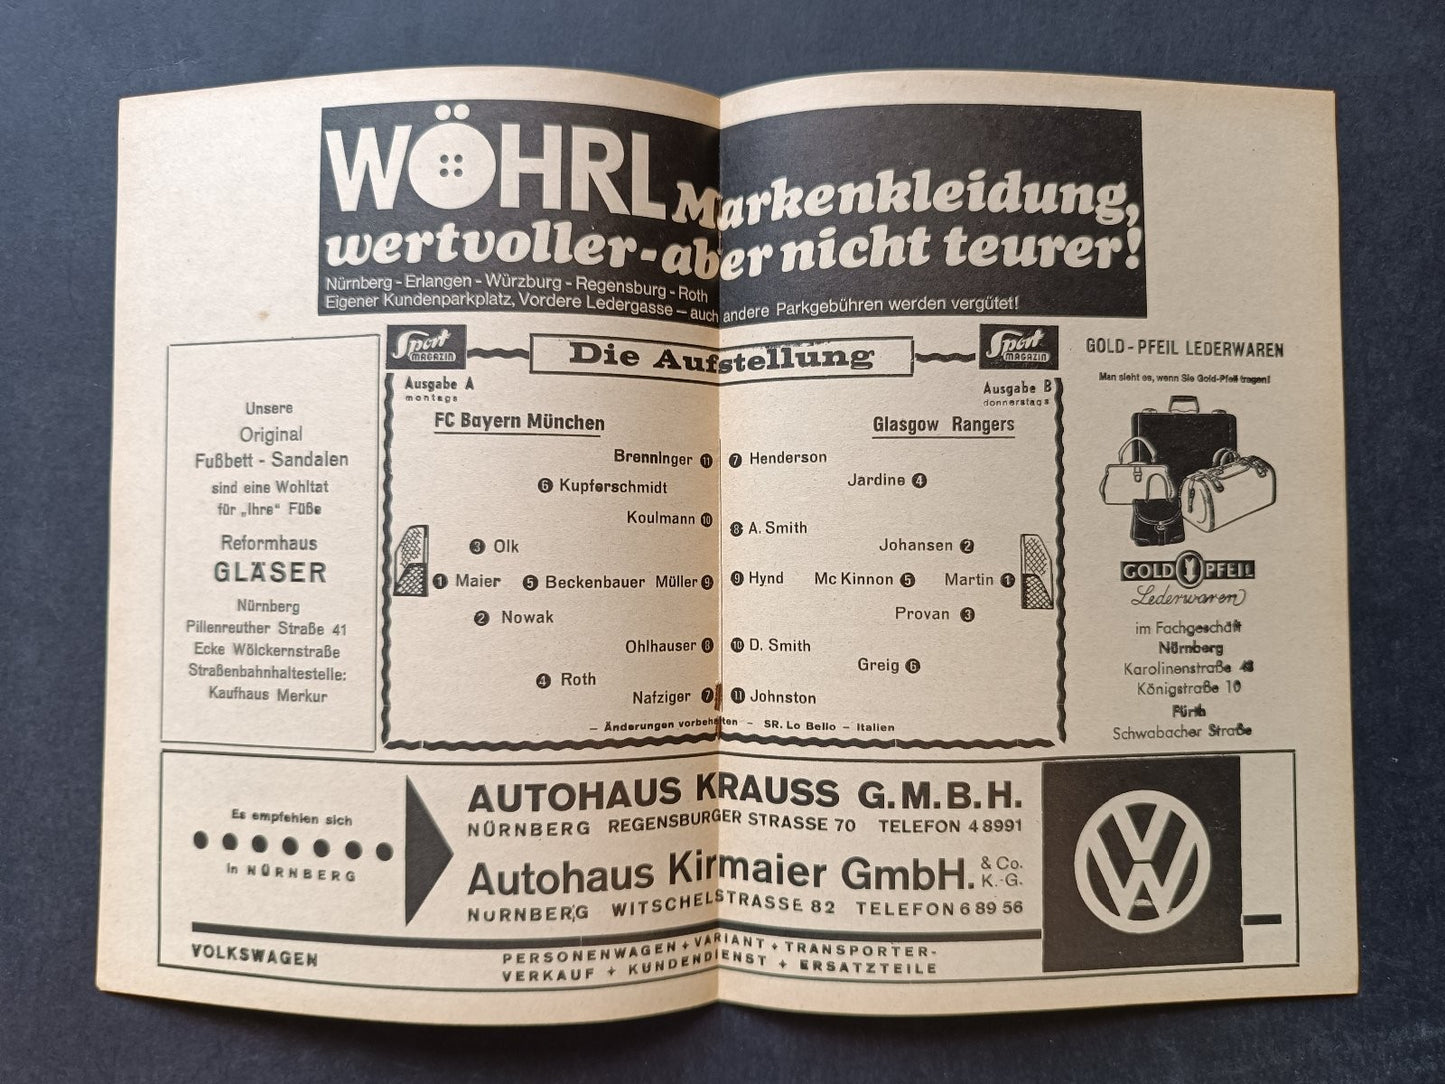 WÖHRL Markenkleidung,
wertvoller-aber nicht teurer!
Nürnberg - Erlangen - Würzburg - Regensburg - Roth
Eigener Kundenparkplatz, Vordere Ledergasse – auch andere Parkgebühren werden vergütet!
Unsere
Original
Fußbett - Sandalen
sind eine Wohltat
für „Ihre“ Füße
Reformhaus
GLÄSER
Nürnberg
Pillenreuther Straße 41
Ecke Wölckernstraße
Straßenbahnhaltestelle:
Kaufhaus Merkur
Sport MAGAZIN
Die Aufstellung
Sport MAGAZIN
Ausgabe A
montags
Ausgabe B
donnerstags
FC Bayern München
Glasgow Rangers
Brenninger 11
7 Henderson
6 Kupferschmidt
Jardine 4
Koulmann 10
8 A. Smith
3 Olk
Johansen 2
1 Maier 5 Beckenbauer Müller 9
9 Hynd Mc Kinnon 5 Martin 1
2 Nowak
Provan 3
Ohlhauser 8
10 D. Smith
4 Roth
Greig 6
Nafziger 7
11 Johnston
– Änderungen vorbehalten – SR. Lo Bello – Italien
GOLD-PFEIL LEDERWAREN
Man sieht es, wenn Sie Gold-Pfeil tragen!
GOLD PFEIL
Lederwaren
im Fachgeschäft
Nürnberg
Karolinenstraße
Königstraße 10
Fürth
Schwabacher Straße
Es empfehlen sich
in NÜRNBERG
AUTOHAUS KRAUSS G.M.B.H.
NÜRNBERG REGENSBURGER STRASSE 70 TELEFON 48991
Autohaus Kirmaier GmbH. & Co. K.-G.
NÜRNBERG WITSCHELSTRASSE 82 TELEFON 6 89 56
VOLKSWAGEN
PERSONENWAGEN + VARIANT + TRANSPORTER-
VERKAUF + KUNDENDIENST + ERSATZTEILE
VW